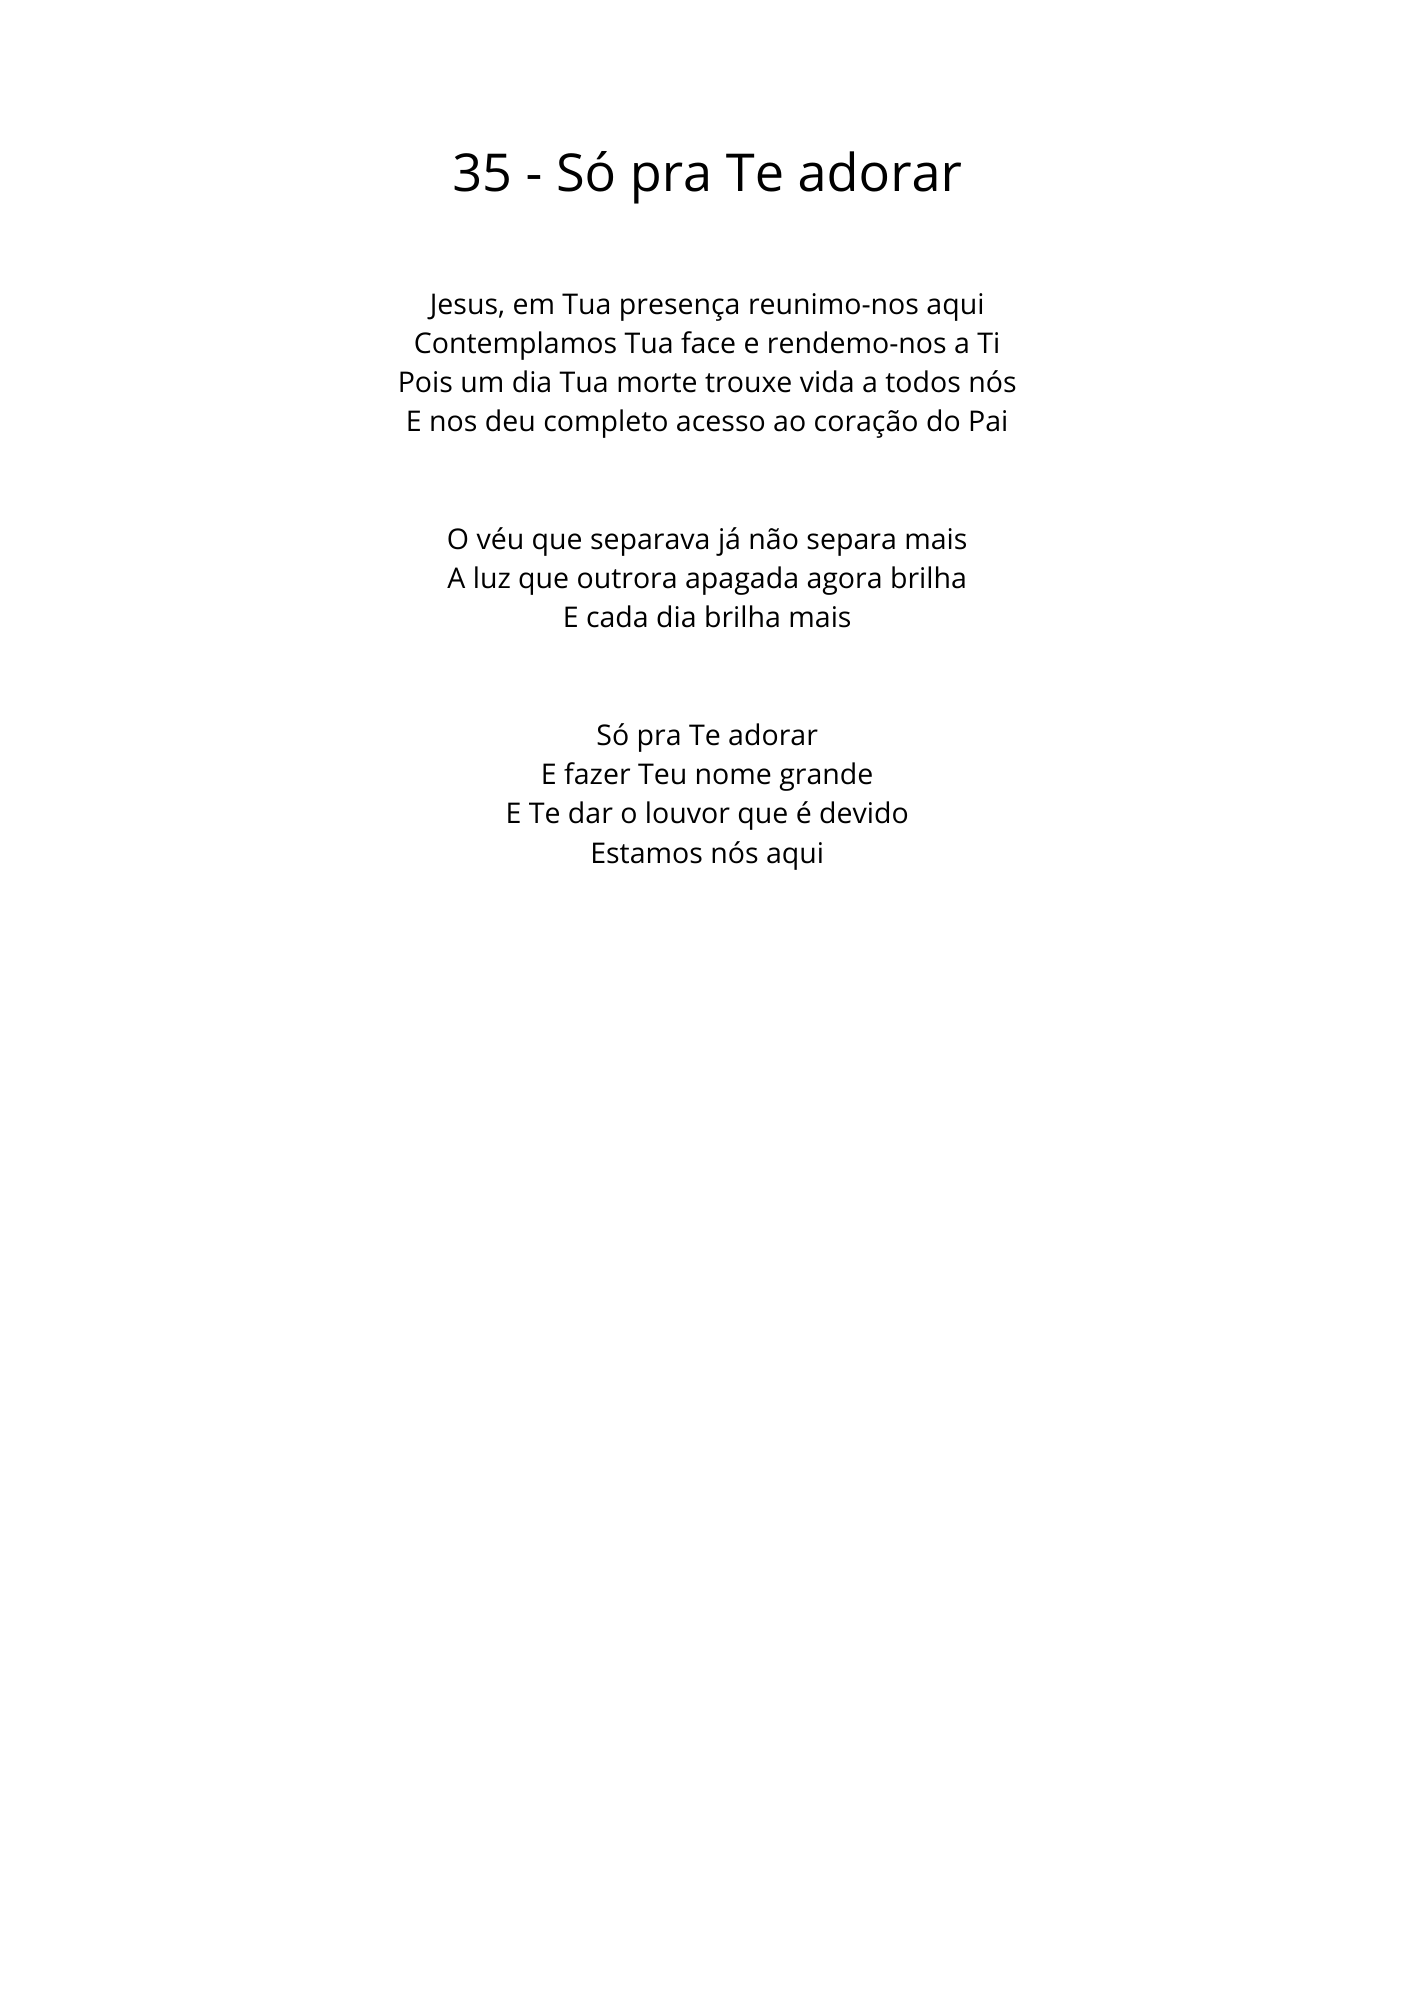 35 - Só pra Te adorar
Jesus, em Tua presença reunimo-nos aqui
Contemplamos Tua face e rendemo-nos a Ti
Pois um dia Tua morte trouxe vida a todos nós
E nos deu completo acesso ao coração do Pai
O véu que separava já não separa mais
A luz que outrora apagada agora brilha
E cada dia brilha mais
Só pra Te adorar
E fazer Teu nome grande
E Te dar o louvor que é devido
Estamos nós aqui